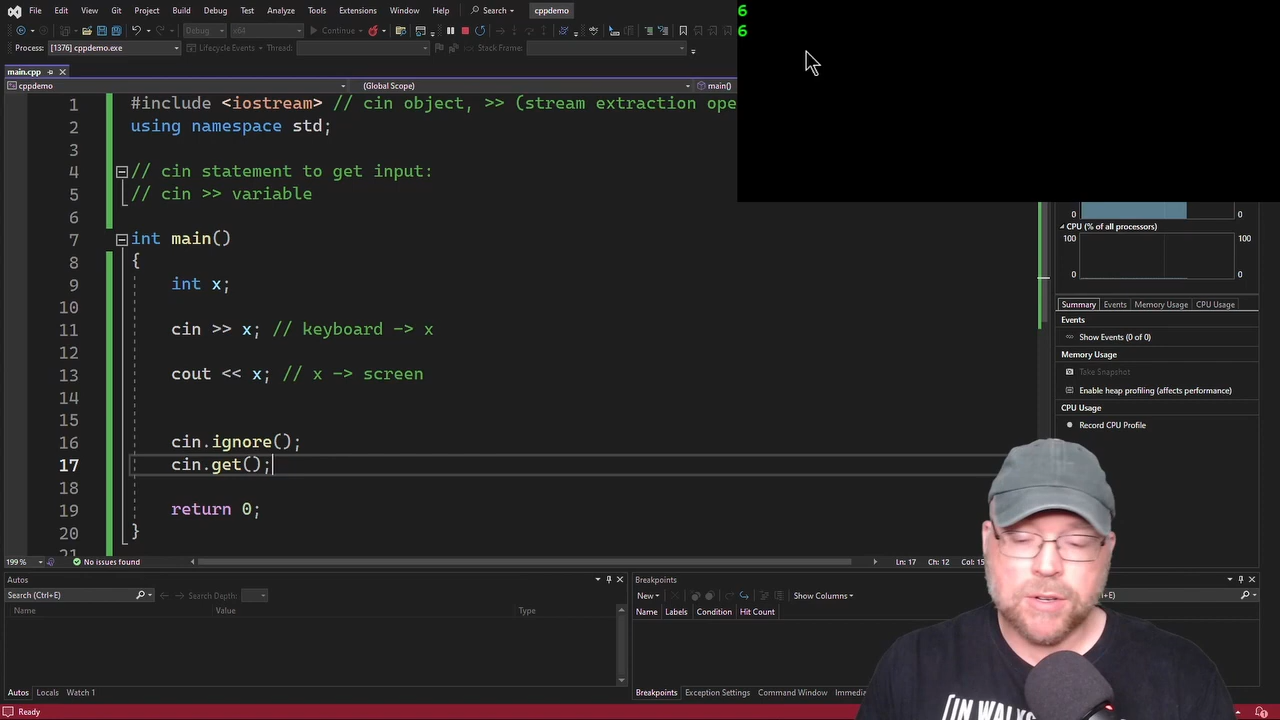 File Edit View Git Project Build Debug Test Analyze Tools Extensions Window Help Search cppdemo
Debug x64 Continue
Process: [1376] cppdemo.exe Lifecycle Events Thread: Stack Frame:
main.cpp
cppdemo (Global Scope) main()
6
6
1 #include <iostream> // cin object, >> (stream extraction ope
2 using namespace std;
3
4 // cin statement to get input:
5 // cin >> variable
6
7 int main()
8 {
9 int x;
10
11 cin >> x; // keyboard -> x
12
13 cout << x; // x -> screen
14
15
16 cin.ignore();
17 cin.get();
18
19 return 0;
20 }
21
0 0
CPU (% of all processors)
100 100
0 0
Summary Events Memory Usage CPU Usage
Events
Show Events (0 of 0)
Memory Usage
Take Snapshot
Enable heap profiling (affects performance)
CPU Usage
Record CPU Profile
199 % No issues found Ln: 17 Ch: 12 Col: 15
Autos
Search (Ctrl+E) Search Depth:
Name Value Type
Autos Locals Watch 1
Breakpoints
New Show Columns
Name Labels Condition Hit Count
Breakpoints Exception Settings Command Window
Ready
[IN WALKS